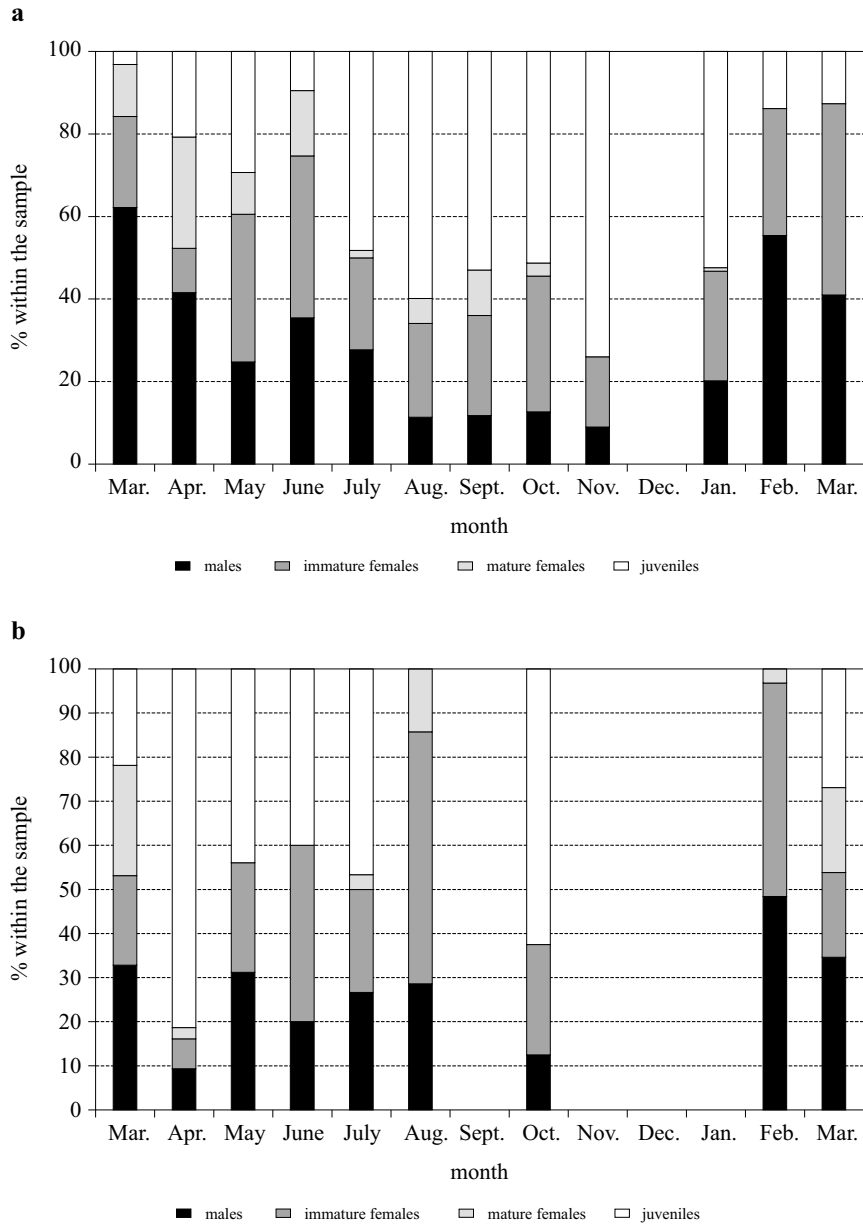 a
% within the sample
100
80
60
40
20
0
Mar. Apr. May June July Aug. Sept. Oct. Nov. Dec. Jan. Feb. Mar.
month
males immature females mature females juveniles
b
% within the sample
100
90
80
70
60
50
40
30
20
10
0
Mar. Apr. May June July Aug. Sept. Oct. Nov. Dec. Jan. Feb. Mar.
month
males immature females mature females juveniles